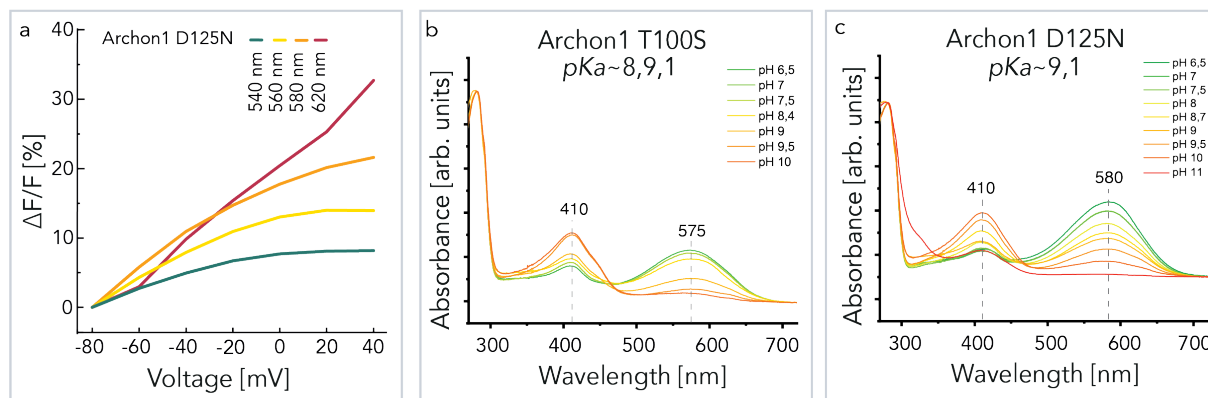 a
Archon1 D125N
540 nm
560 nm
580 nm
620 nm
ΔF/F [%]
40
30
20
10
0
-80 -60 -40 -20 0 20 40
Voltage [mV]
b
Archon1 T100S
pKa~8,9,1
pH 6,5
pH 7
pH 7,5
pH 8,4
pH 9
pH 9,5
pH 10
410
575
Absorbance [arb. units]
300 400 500 600 700
Wavelength [nm]
c
Archon1 D125N
pKa~9,1
pH 6,5
pH 7
pH 7,5
pH 8
pH 8,7
pH 9
pH 9,5
pH 10
pH 11
410
580
Absorbance [arb. units]
300 400 500 600 700
Wavelength [nm]